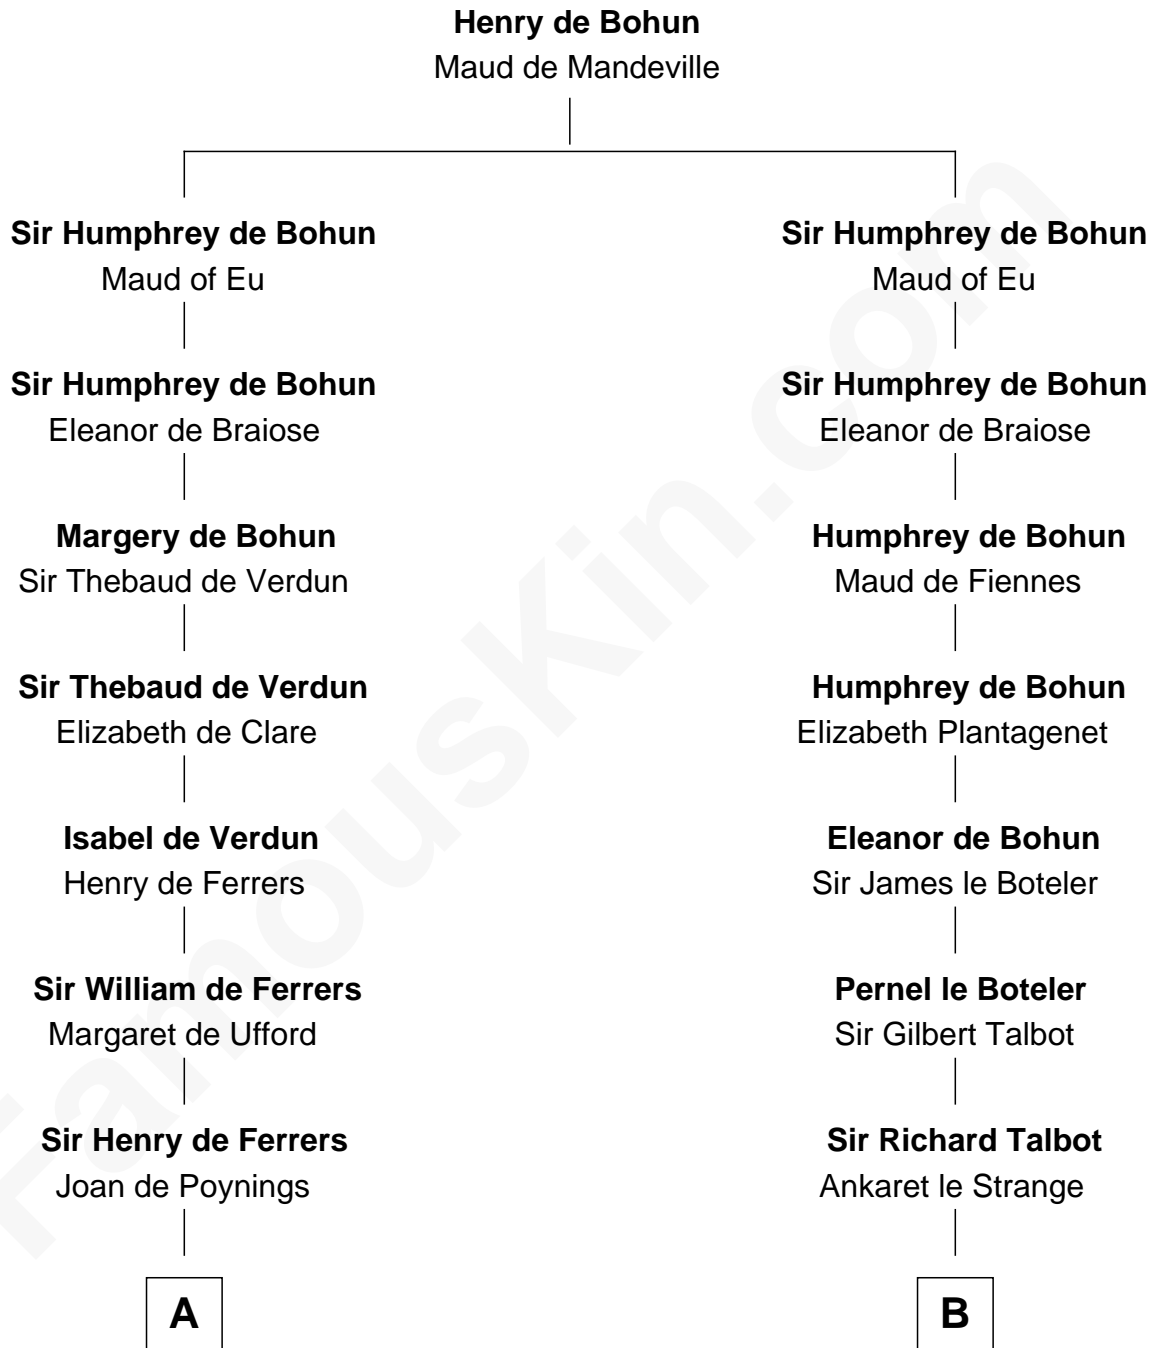 Henry de Bohun
Maud de Mandeville
Sir Humphrey de Bohun
Maud of Eu
Sir Humphrey de Bohun
Eleanor de Braiose
Margery de Bohun
Sir Thebaud de Verdun
Sir Thebaud de Verdun
Elizabeth de Clare
Isabel de Verdun
Henry de Ferrers
Sir William de Ferrers
Margaret de Ufford
Sir Henry de Ferrers
Joan de Poynings
A
Sir Humphrey de Bohun
Maud of Eu
Sir Humphrey de Bohun
Eleanor de Braiose
Humphrey de Bohun
Maud de Fiennes
Humphrey de Bohun
Elizabeth Plantagenet
Eleanor de Bohun
Sir James le Boteler
Pernel le Boteler
Sir Gilbert Talbot
Sir Richard Talbot
Ankaret le Strange
B
FamousKin.com